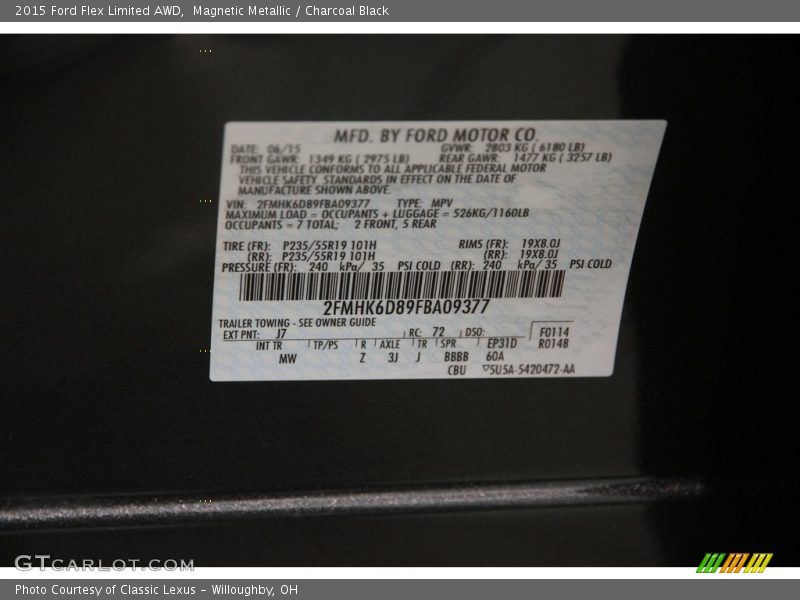 2015 Ford Flex Limited AWD,  Magnetic Metallic / Charcoal Black
MFD. BY FORD MOTOR CO.
DATE: 06/15 GVWR: 2803 KG ( 6180 LB)
FRONT GAWR: 1349 KG ( 2975 LB) REAR GAWR: 1477 KG ( 3257 LB)
THIS VEHICLE CONFORMS TO ALL APPLICABLE FEDERAL MOTOR
VEHICLE SAFETY STANDARDS IN EFFECT ON THE DATE OF
MANUFACTURE SHOWN ABOVE.
VIN: 2FMHK6D89FBA09377 TYPE: MPV
MAXIMUM LOAD = OCCUPANTS + LUGGAGE = 526KG/1160LB
OCCUPANTS = 7 TOTAL; 2 FRONT, 5 REAR
TIRE (FR): P235/55R19 101H RIMS (FR): 19X8.0J
(RR): P235/55R19 101H (RR): 19X8.0J
PRESSURE (FR): 240 kPa/ 35 PSI COLD (RR): 240 kPa/ 35 PSI COLD
2FMHK6D89FBA09377
TRAILER TOWING - SEE OWNER GUIDE
EXT PNT: J7 RC: 72 DSO: F0114
INT TR TP/PS R AXLE TR SPR EP31D R0148
MW Z 3J J BBBB 60A
CBU 5U5A-5420472-AA
GTCARLOT.COM
Photo Courtesy of Classic Lexus - Willoughby, OH